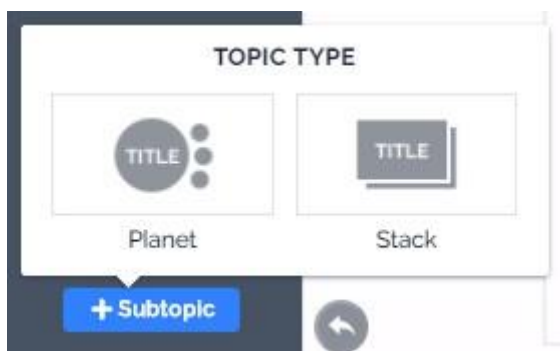 TOPIC TYPE
TITLE
TITLE
Planet
Stack
+ Subtopic